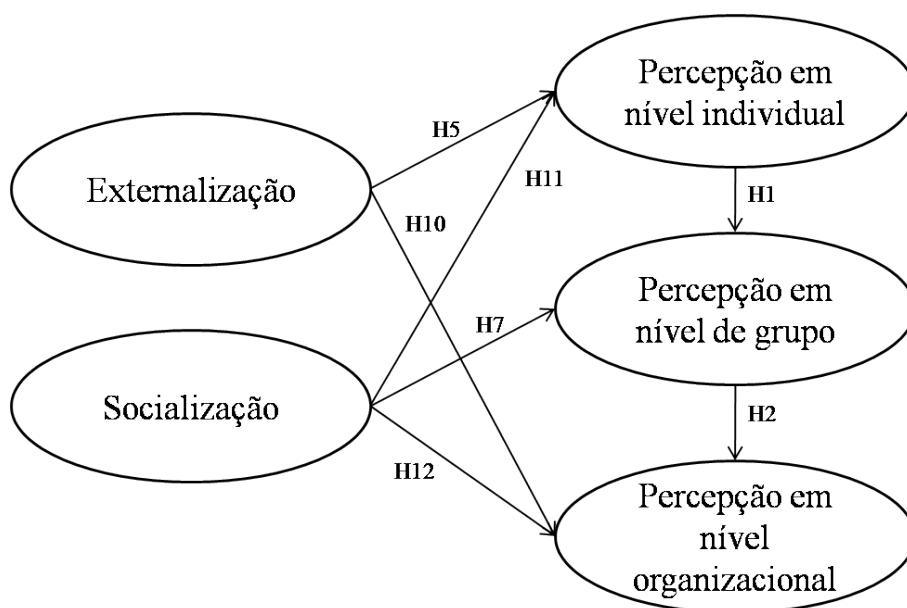 Percepção em
nível individual
H5
Externalização
H11
H1
H10
Percepção em
nível de grupo
H7
Socialização
H2
H12
Percepção em
nível
organizacional